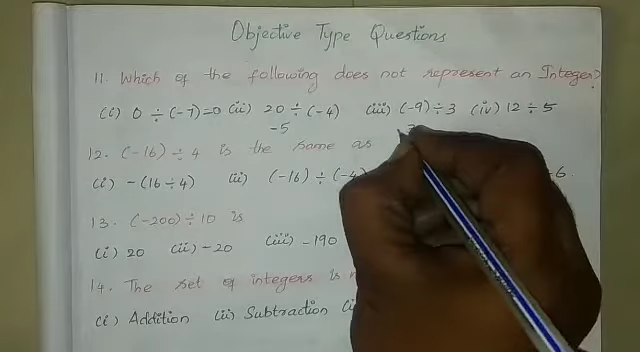 Objective Type Questions
11. Which of the following does not represent an Integer?
(i) 0 ÷ (-7)=0 (ii) 20 ÷ (-4) (iii) (-9) ÷ 3 (iv) 12 ÷ 5
-5
12. (-16) ÷ 4 is the same as
(i) -(16 ÷ 4) (ii) (-16) ÷ (-4) -6
13. (-200) ÷ 10 is
(i) 20 (ii) -20 (iii) -190
14. The set of integers is
(i) Addition (ii) Subtraction